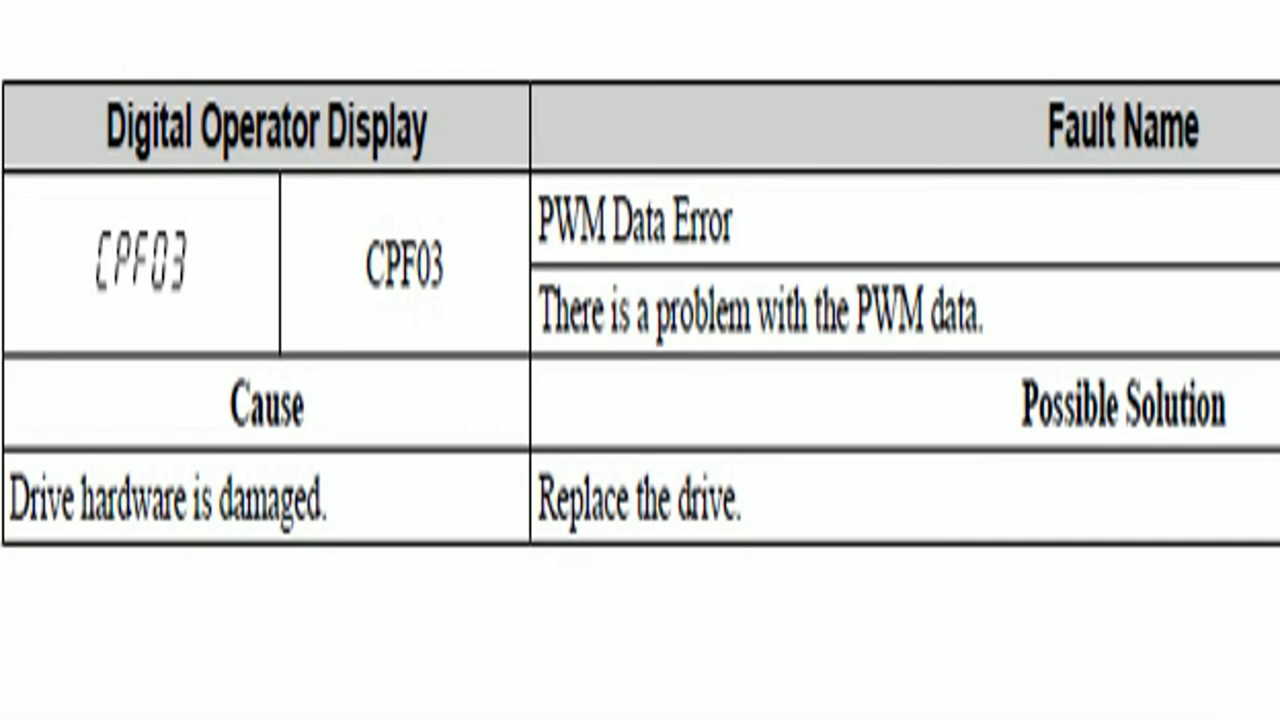 Digital Operator Display Fault Name
CPF03 CPF03 PWM Data Error
There is a problem with the PWM data.
Cause Possible Solution
Drive hardware is damaged. Replace the drive.